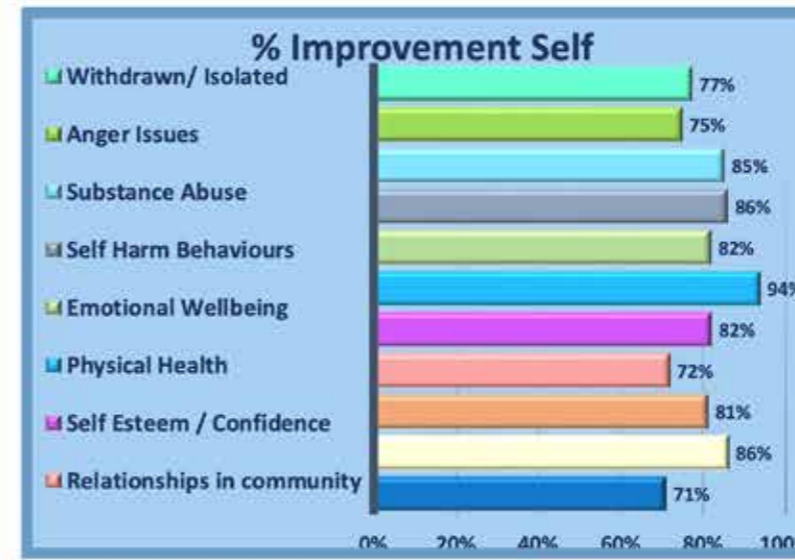 % Improvement Self
Withdrawn/ Isolated
Anger Issues
Substance Abuse
Self Harm Behaviours
Emotional Wellbeing
Physical Health
Self Esteem / Confidence
Relationships in community
77%
75%
85%
86%
82%
94%
82%
72%
81%
86%
71%
0% 20% 40% 60% 80% 100